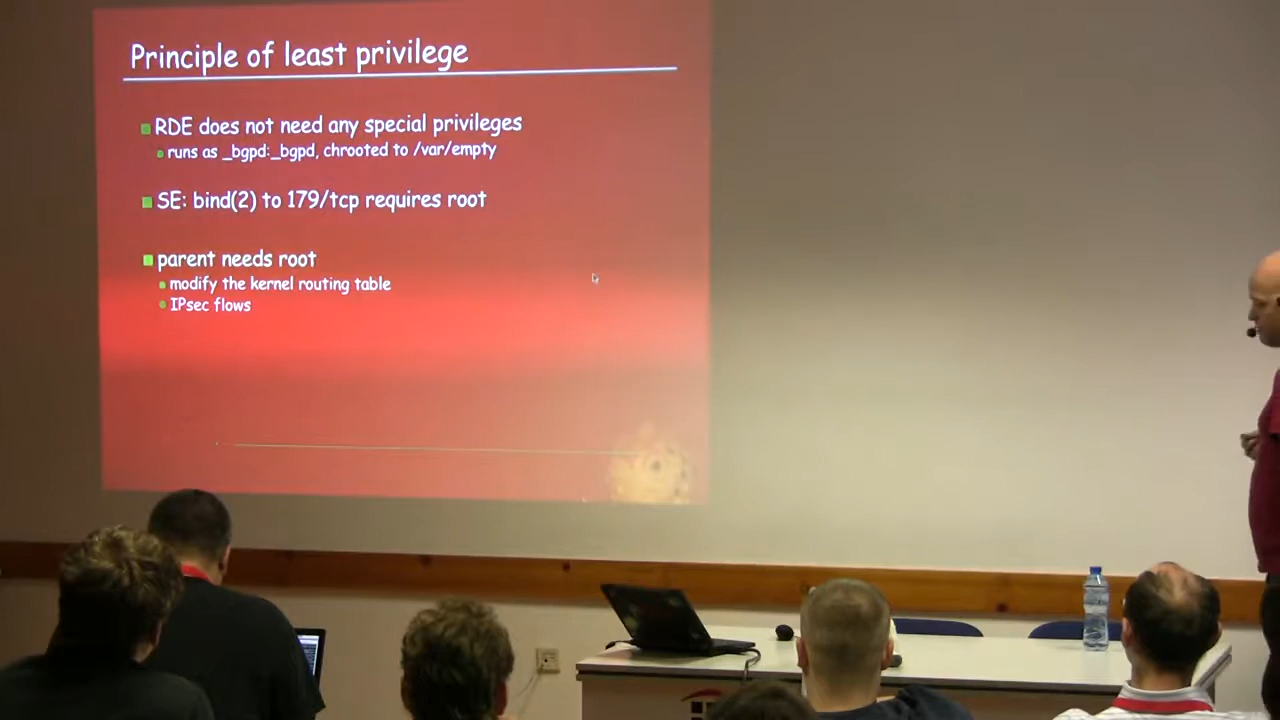 Principle of least privilege
RDE does not need any special privileges
runs as _bgpd:_bgpd, chrooted to /var/empty
SE: bind(2) to 179/tcp requires root
parent needs root
modify the kernel routing table
IPsec flows